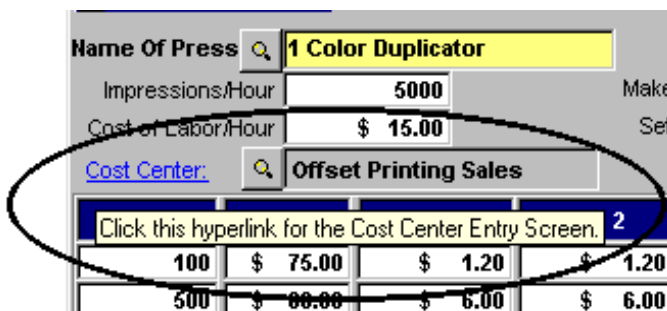 Name Of Press 1 Color Duplicator
Impressions/Hour 5000 Make
Cost of Labor/Hour $ 15.00 Set
Cost Center: Offset Printing Sales
Click this hyperlink for the Cost Center Entry Screen. 2
100 $ 75.00 $ 1.20 $ 1.20
500 $ 80.00 $ 6.00 $ 6.00